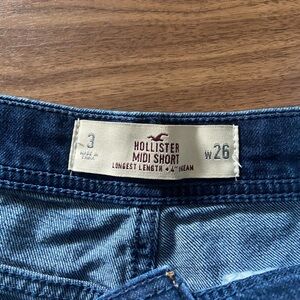 3
HOLLISTER
MIDI SHORT
LONGEST LENGTH • 4" INSEAM
W26